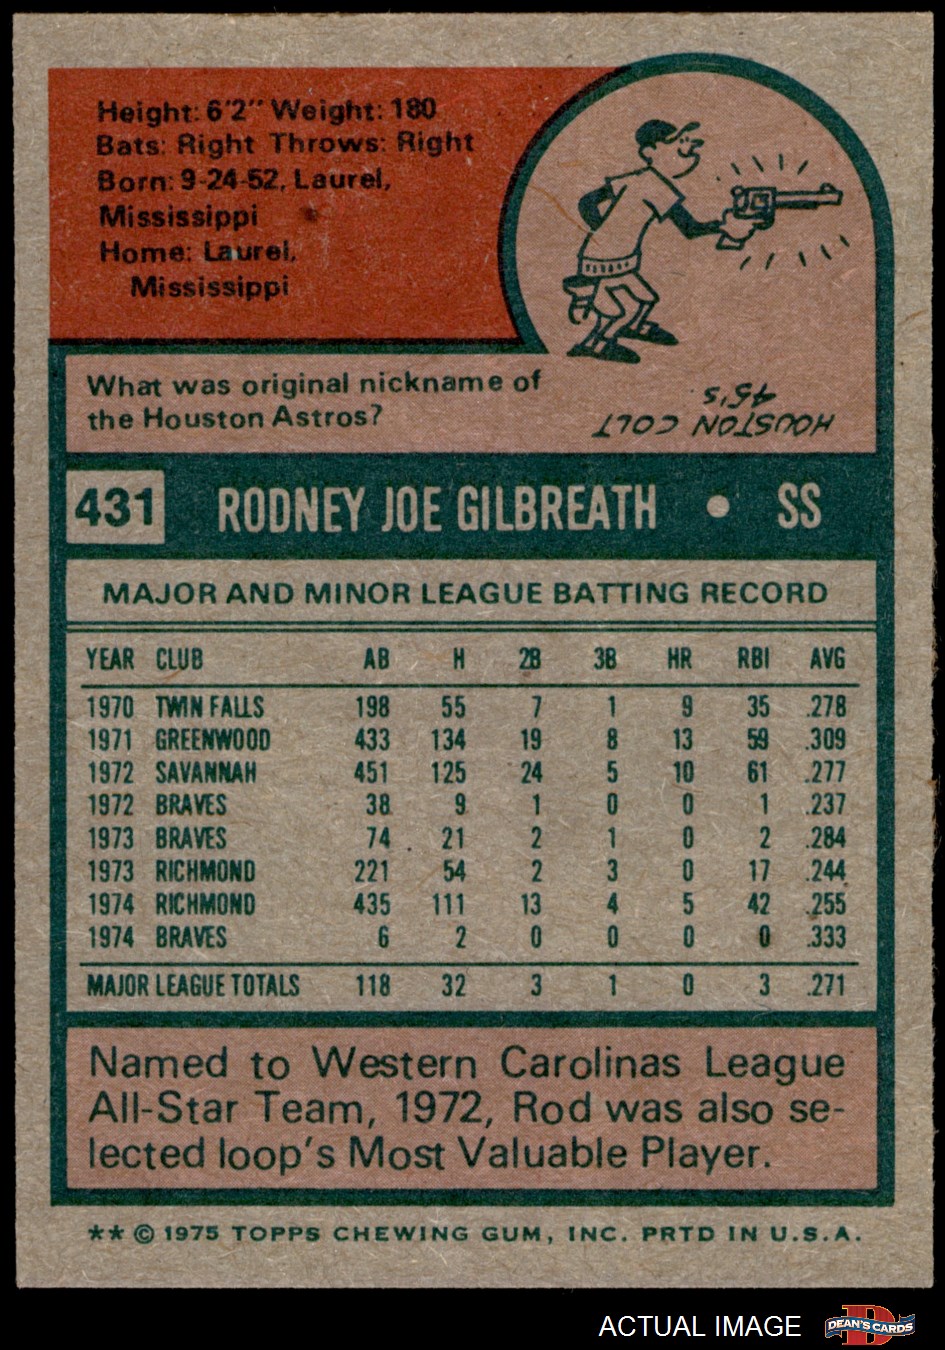 Height: 6'2" Weight: 180
Bats: Right Throws: Right
Born: 9-24-52, Laurel,
Mississippi
Home: Laurel,
Mississippi
What was original nickname of
the Houston Astros?
HOUSTON COLT
45's.
431 RODNEY JOE GILBREATH • SS
MAJOR AND MINOR LEAGUE BATTING RECORD
YEAR CLUB AB H 2B 3B HR RBI AVG
1970 TWIN FALLS 198 55 7 1 9 35 .278
1971 GREENWOOD 433 134 19 8 13 59 .309
1972 SAVANNAH 451 125 24 5 10 61 .277
1972 BRAVES 38 9 1 0 0 1 .237
1973 BRAVES 74 21 2 1 0 2 .284
1973 RICHMOND 221 54 2 3 0 17 .244
1974 RICHMOND 435 111 13 4 5 42 .255
1974 BRAVES 6 2 0 0 0 0 .333
MAJOR LEAGUE TOTALS 118 32 3 1 0 3 .271
Named to Western Carolinas League
All-Star Team, 1972, Rod was also se-
lected loop's Most Valuable Player.
** © 1975 TOPPS CHEWING GUM, INC. PRTD IN U.S.A.
ACTUAL IMAGE D DEAN'S CARDS